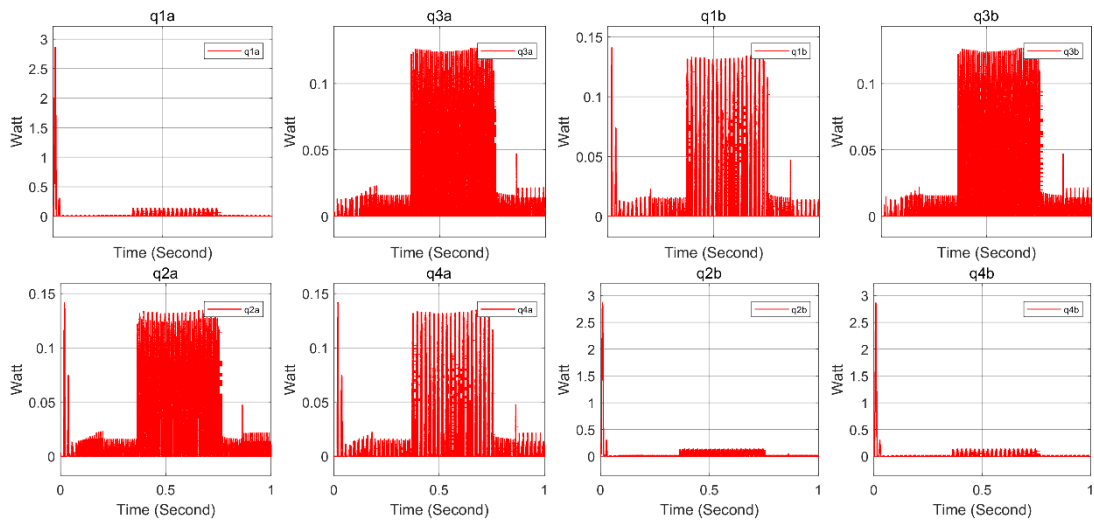 q1a
q3a
q1b
q3b
3
2.5
2
1.5
1
0.5
0
Watt
q1a
Time (Second)
0.1
0.05
0
Watt
q3a
Time (Second)
0.15
0.1
0.05
0
Watt
q1b
Time (Second)
0.1
0.05
0
Watt
q3b
Time (Second)
q2a
q4a
q2b
q4b
0.15
0.1
0.05
0
Watt
q2a
0 0.5 1
Time (Second)
0.15
0.1
0.05
0
Watt
q4a
0 0.5 1
Time (Second)
3
2.5
2
1.5
1
0.5
0
Watt
q2b
0 0.5 1
Time (Second)
3
2.5
2
1.5
1
0.5
0
Watt
q4b
0 0.5 1
Time (Second)